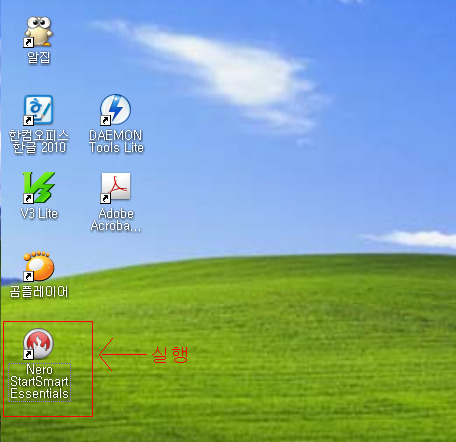 알집
한컴오피스
한글 2010
DAEMON
Tools Lite
V3 Lite
Adobe
Acroba...
곰플레이어
Nero
StartSmart
Essentials
실행